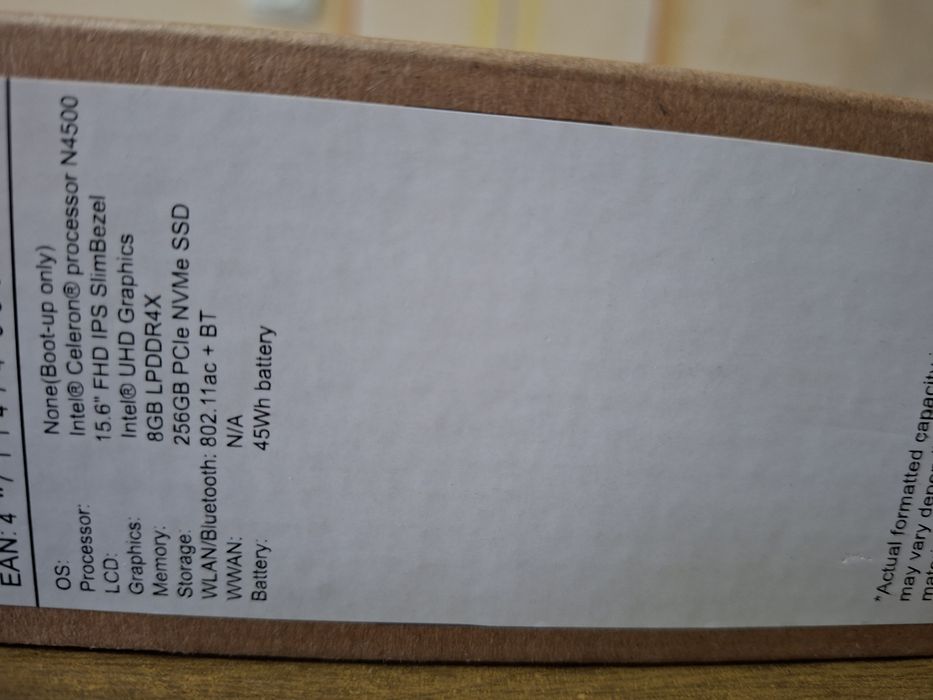 EAN: 4
OS: None(Boot-up only)
Processor: Intel® Celeron® processor N4500
LCD: 15.6" FHD IPS SlimBezel
Graphics: Intel® UHD Graphics
Memory: 8GB LPDDR4X
Storage: 256GB PCIe NVMe SSD
WLAN/Bluetooth: 802.11ac + BT
WWAN: N/A
Battery: 45Wh battery
*Actual formatted capacity
may vary